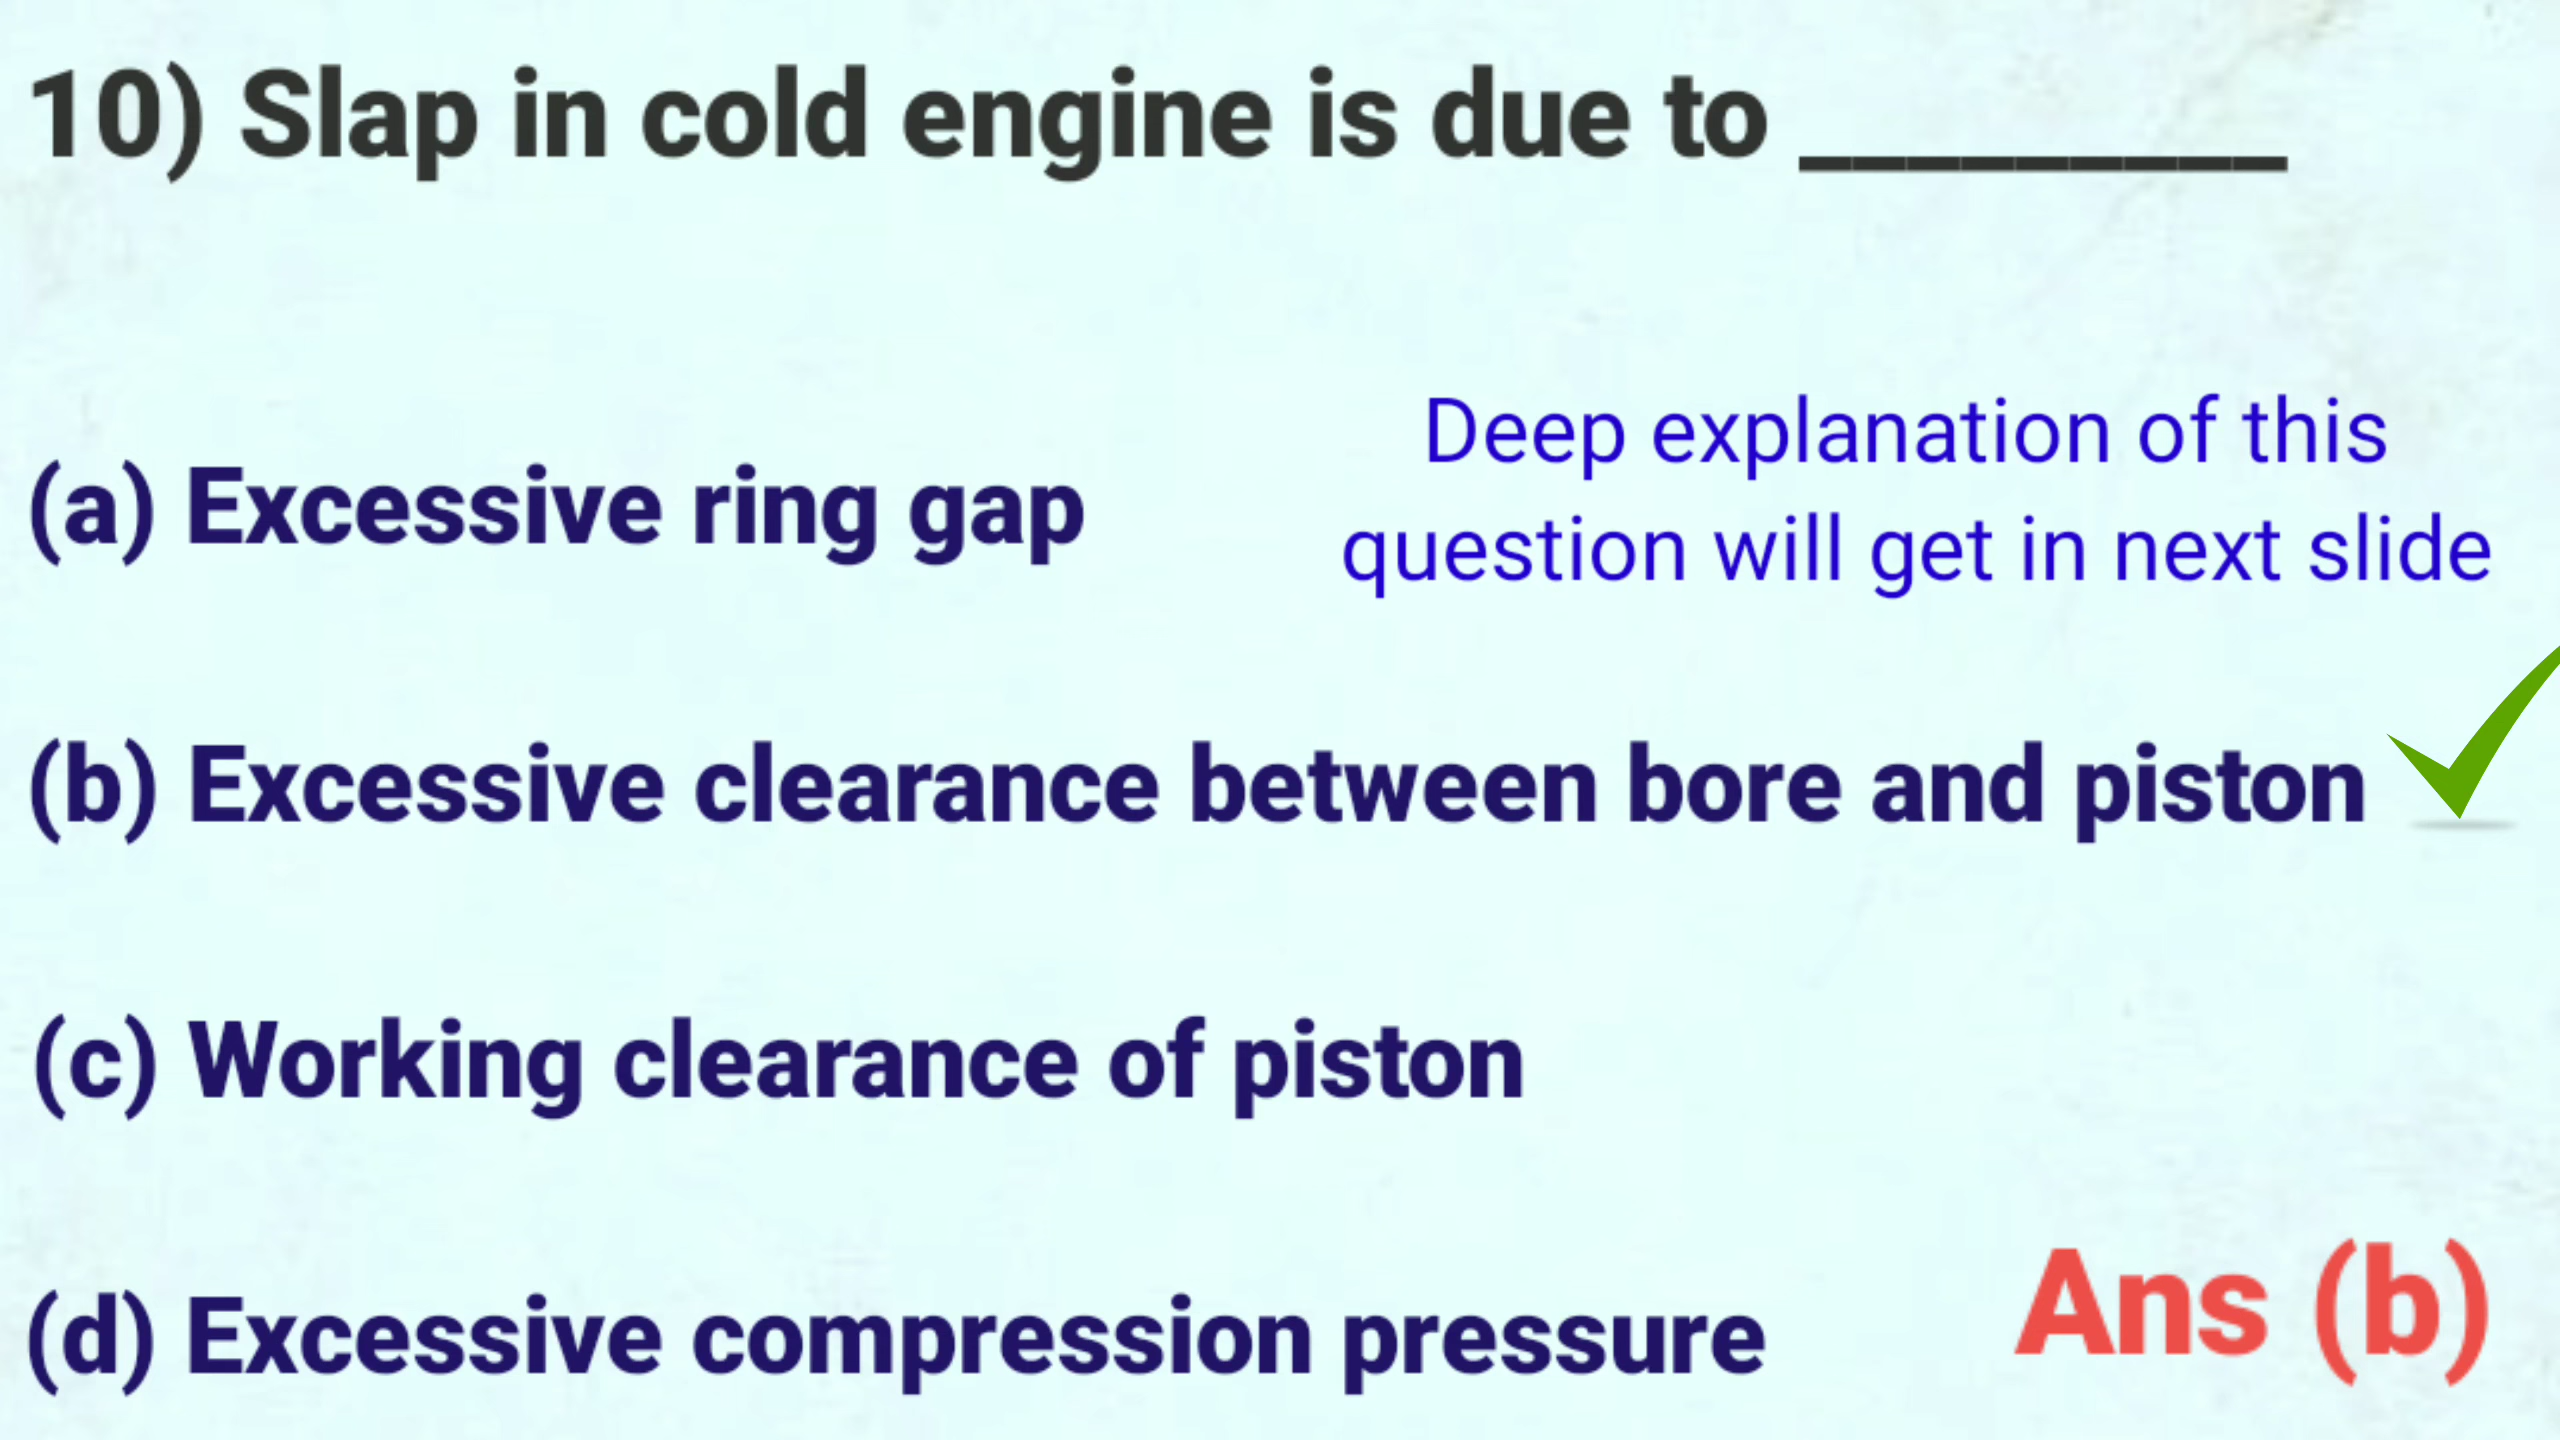 10) Slap in cold engine is due to _________
Deep explanation of this
question will get in next slide
(a) Excessive ring gap
(b) Excessive clearance between bore and piston
(c) Working clearance of piston
(d) Excessive compression pressure
Ans (b)